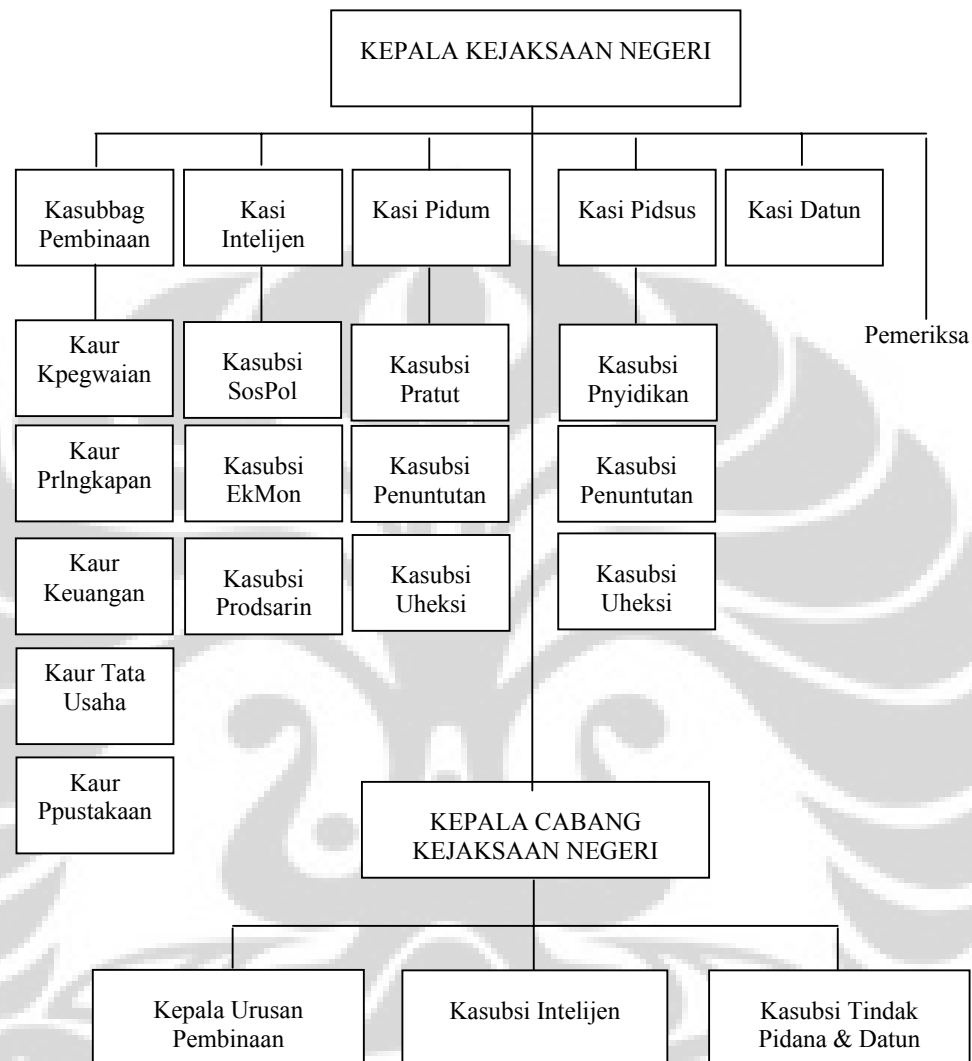 KEPALA KEJAKSAAN NEGERI
Kasubbag
Pembinaan
Kasi
Intelijen
Kasi Pidum
Kasi Pidsus
Kasi Datun
Pemeriksa
Kaur
Kpegwaian
Kasubsi
SosPol
Kasubsi
Pratut
Kasubsi
Pnyidikan
Kaur
Prlngkapan
Kasubsi
EkMon
Kasubsi
Penuntutan
Kasubsi
Penuntutan
Kaur
Keuangan
Kasubsi
Prodsarin
Kasubsi
Uheksi
Kasubsi
Uheksi
Kaur Tata
Usaha
Kaur
Ppustakaan
KEPALA CABANG
KEJAKSAAN NEGERI
Kepala Urusan
Pembinaan
Kasubsi Intelijen
Kasubsi Tindak
Pidana & Datun